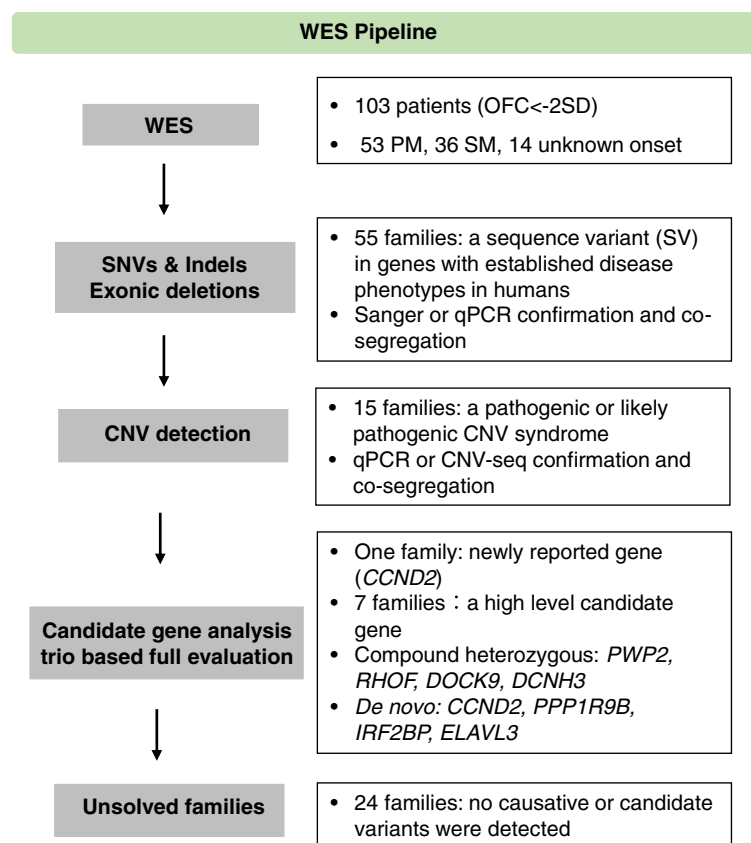 WES Pipeline
WES
• 103 patients (OFC<-2SD)
• 53 PM, 36 SM, 14 unknown onset
SNVs & Indels
Exonic deletions
• 55 families: a sequence variant (SV)
in genes with established disease
phenotypes in humans
• Sanger or qPCR confirmation and co-
segregation
CNV detection
• 15 families: a pathogenic or likely
pathogenic CNV syndrome
• qPCR or CNV-seq confirmation and
co-segregation
Candidate gene analysis
trio based full evaluation
• One family: newly reported gene
(CCND2)
• 7 families：a high level candidate
gene
• Compound heterozygous: PWP2,
RHOF, DOCK9, DCNH3
• De novo: CCND2, PPP1R9B,
IRF2BP, ELAVL3
Unsolved families
• 24 families: no causative or candidate
variants were detected